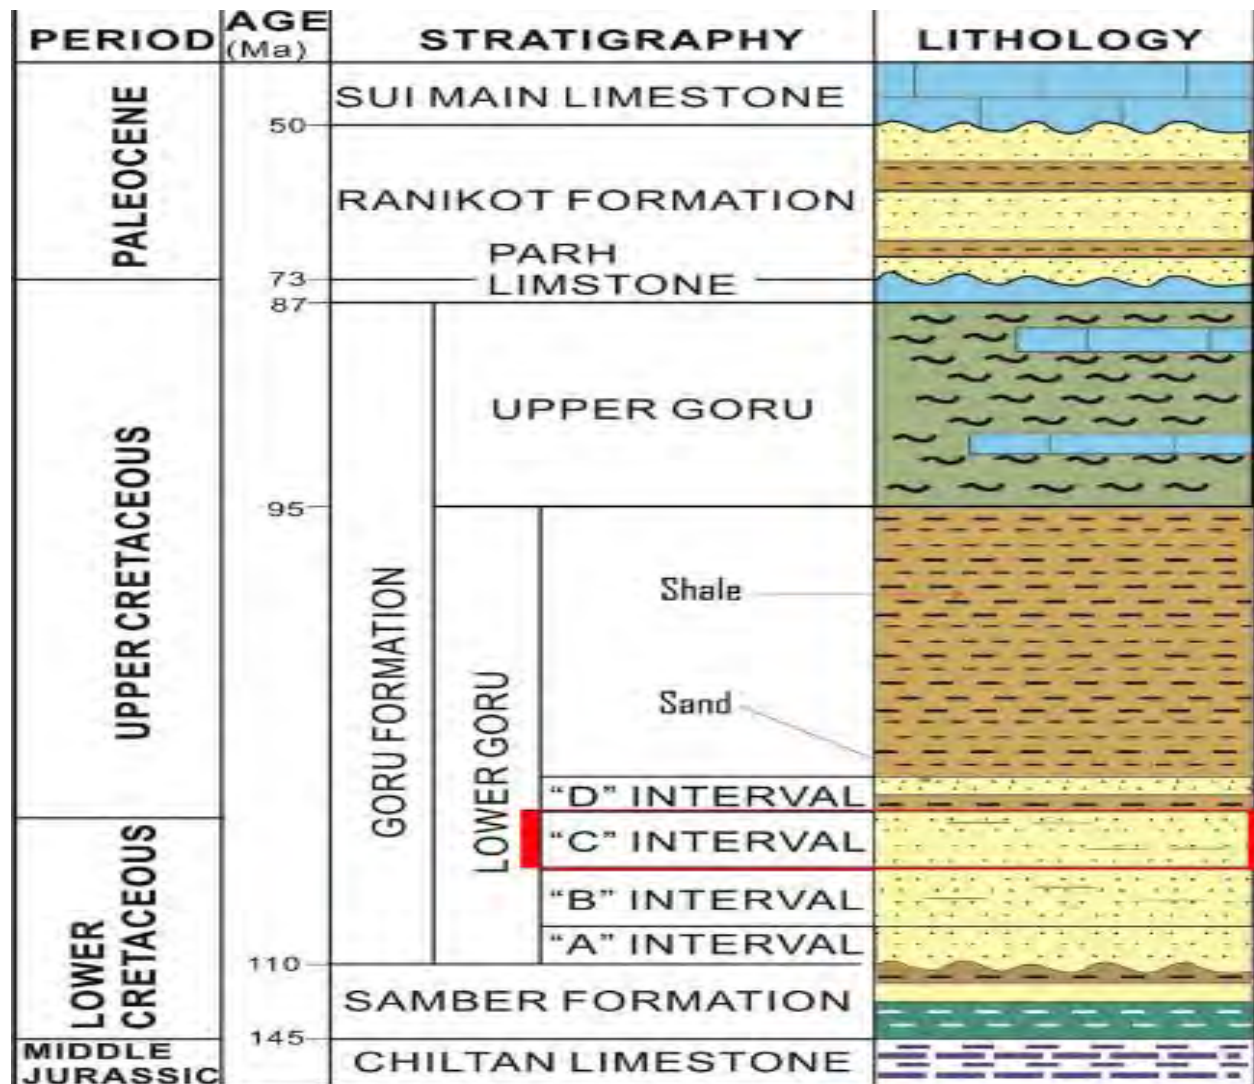 PERIOD AGE (Ma) STRATIGRAPHY LITHOLOGY
PALEOCENE
SUI MAIN LIMESTONE
50
RANIKOT FORMATION
PARH
LIMSTONE
73
87
UPPER CRETACEOUS
GORU FORMATION
UPPER GORU
95
LOWER GORU
Shale
Sand
“D” INTERVAL
“C” INTERVAL
“B” INTERVAL
“A” INTERVAL
LOWER
CRETACEOUS
110
SAMBER FORMATION
145
MIDDLE
JURASSIC
CHILTAN LIMESTONE